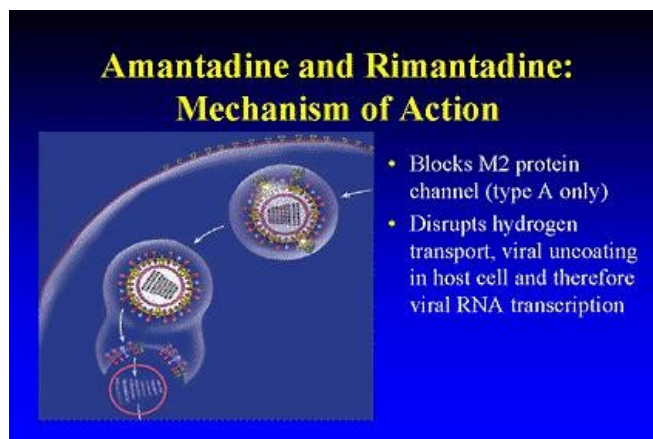 Amantadine and Rimantadine:
Mechanism of Action
• Blocks M2 protein
channel (type A only)
• Disrupts hydrogen
transport, viral uncoating
in host cell and therefore
viral RNA transcription